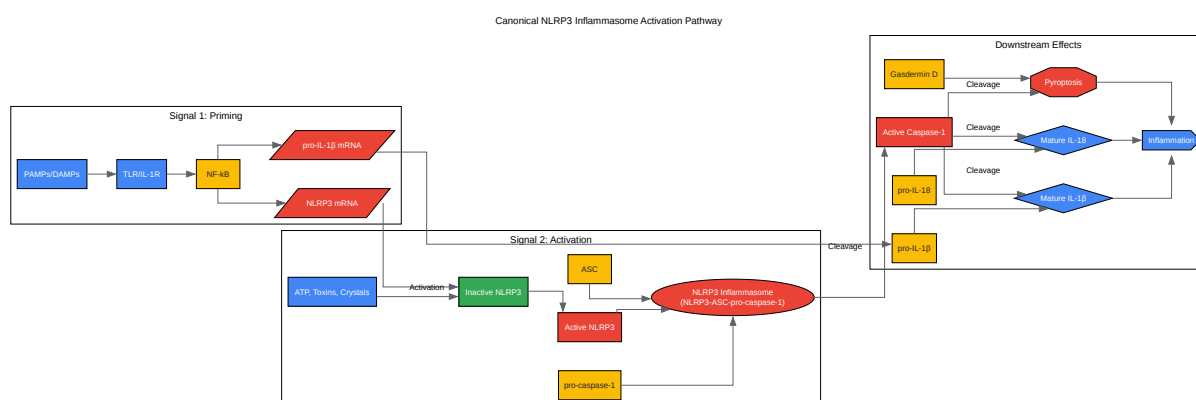 Canonical NLRP3 Inflammasome Activation Pathway
Signal 1: Priming
PAMPs/DAMPs
TLR/IL-1R
NF-kB
pro-IL-1β mRNA
NLRP3 mRNA
Signal 2: Activation
ATP, Toxins, Crystals
Activation
Inactive NLRP3
ASC
Active NLRP3
pro-caspase-1
NLRP3 Inflammasome
(NLRP3-ASC-pro-caspase-1)
Cleavage
Downstream Effects
Gasdermin D
Cleavage
Pyroptosis
Active Caspase-1
Cleavage
Mature IL-18
Inflammation
Cleavage
pro-IL-18
Mature IL-1β
pro-IL-1β